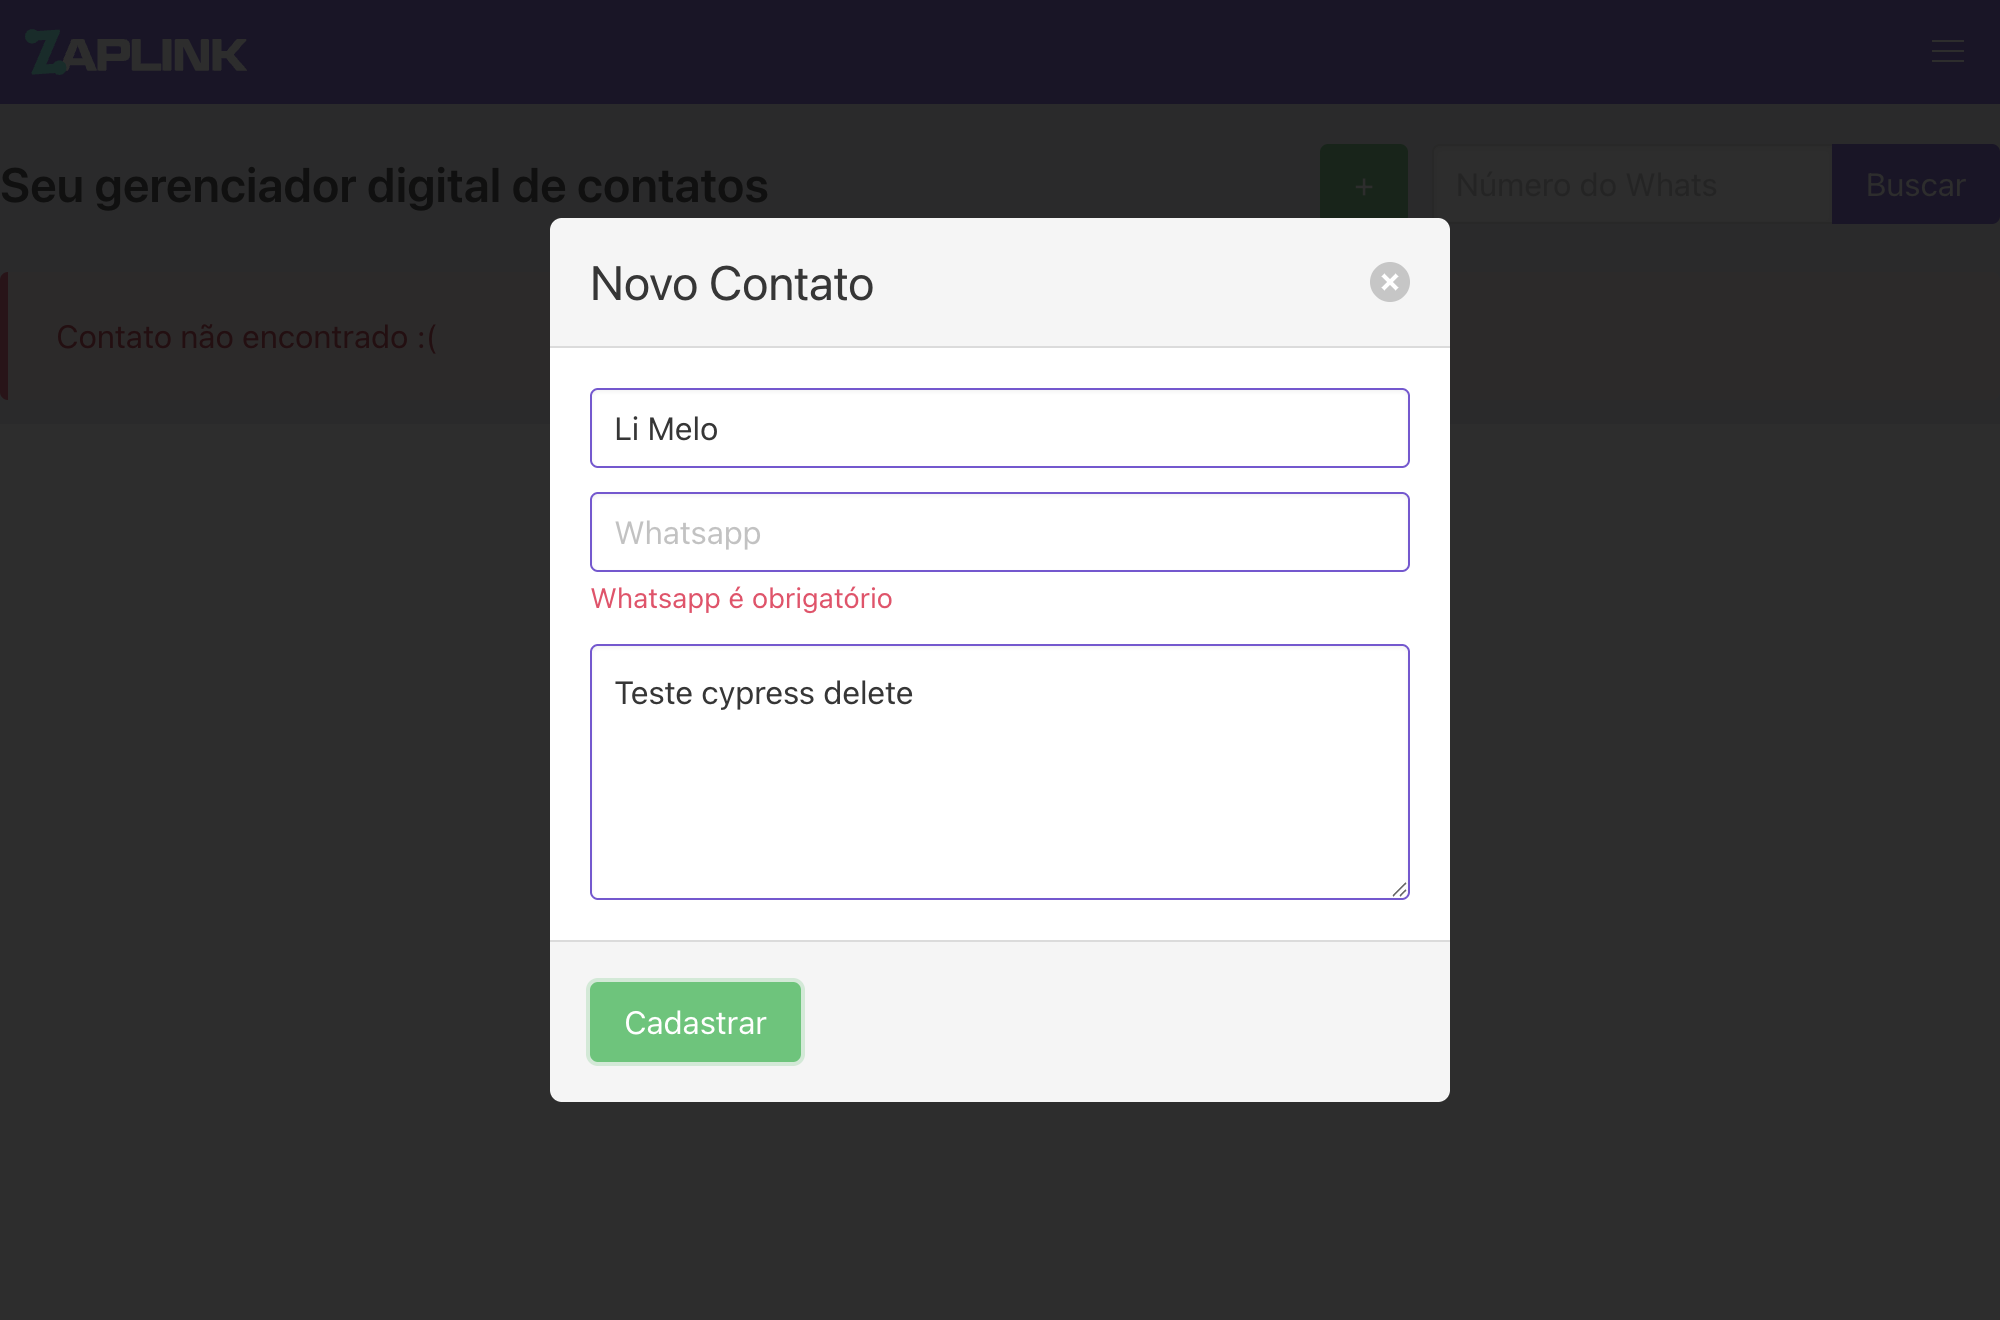 ZAPLINK
Seu gerenciador digital de contatos
+
Número do Whats
Buscar
Contato não encontrado :(
Novo Contato
Li Melo
Whatsapp
Whatsapp é obrigatório
Teste cypress delete
Cadastrar